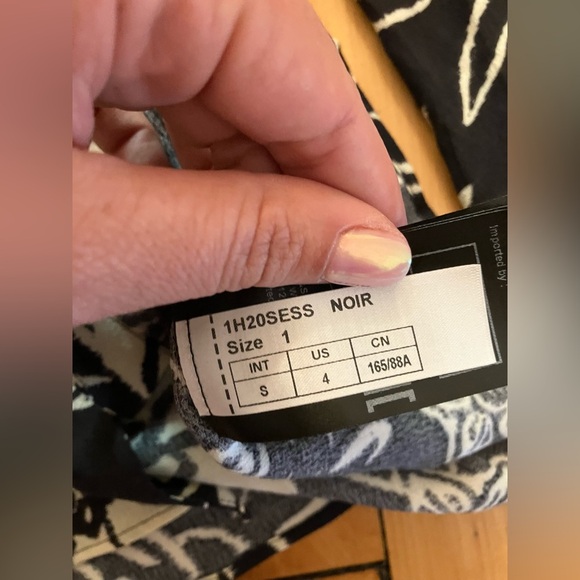 Imported by:
1H20SESS NOIR
Size 1
INT US CN
S 4 165/88A